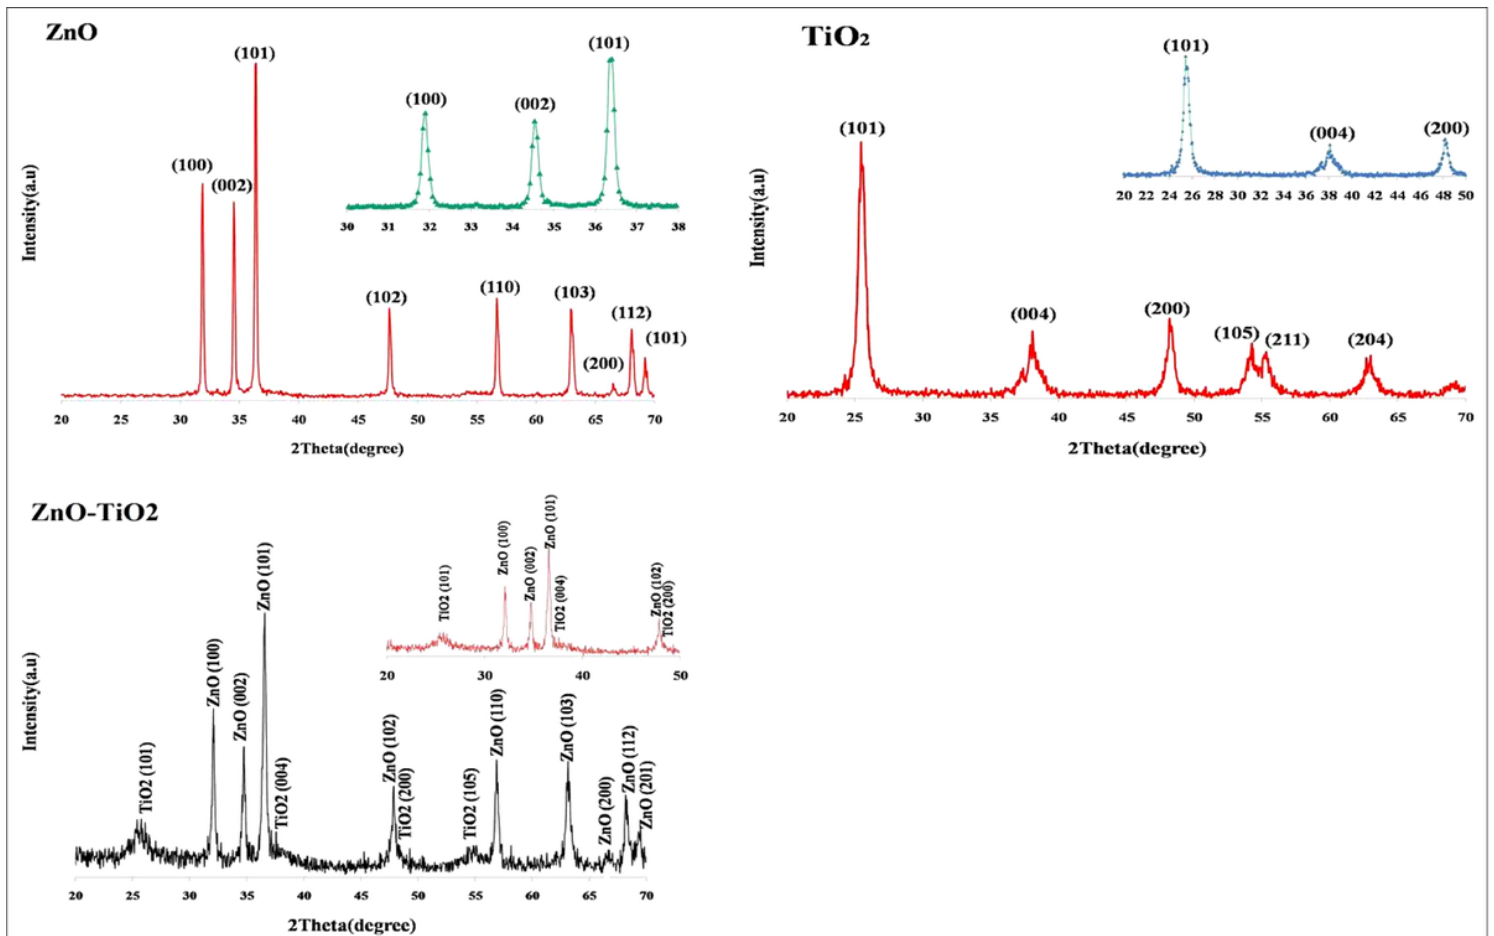 ZnO
(101)
(100)
(002)
(102)
(110)
(103)
(200)
(112)
(101)
Intensity(a.u)
20 25 30 35 40 45 50 55 60 65 70
2Theta(degree)
(100)
(002)
(101)
30 31 32 33 34 35 36 37 38
TiO2
(101)
(004)
(200)
(105)
(211)
(204)
Intensity(a.u)
20 25 30 35 40 45 50 55 60 65 70
2Theta(degree)
(101)
(004)
(200)
20 22 24 26 28 30 32 34 36 38 40 42 44 46 48 50
ZnO-TiO2
TiO2 (101)
ZnO (100)
ZnO (002)
ZnO (101)
TiO2 (004)
ZnO (102)
TiO2 (200)
TiO2 (105)
ZnO (110)
ZnO (103)
ZnO (200)
ZnO (112)
ZnO (201)
Intensity(a.u)
20 25 30 35 40 45 50 55 60 65 70
2Theta(degree)
TiO2 (101)
ZnO (100)
ZnO (002)
ZnO (101)
TiO2 (004)
ZnO (102)
TiO2 (200)
20 30 40 50